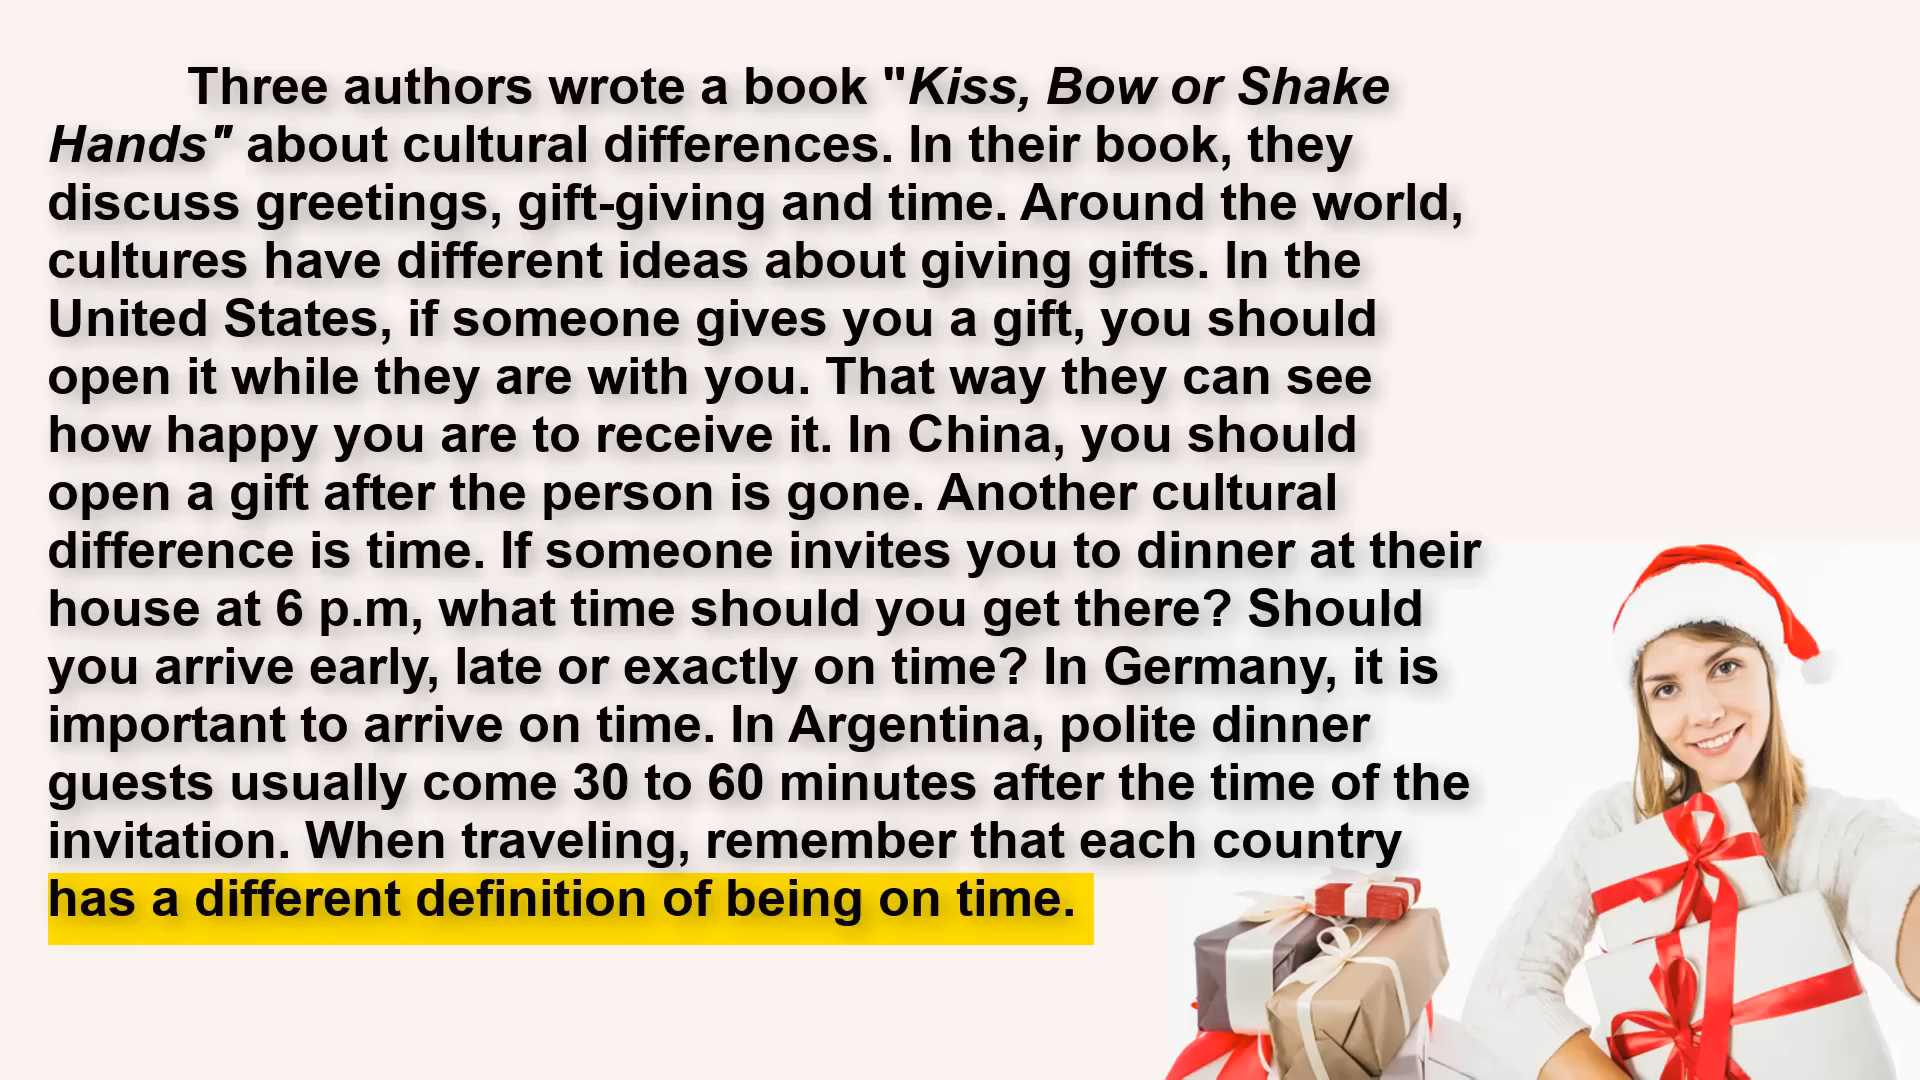 Three authors wrote a book "Kiss, Bow or Shake
Hands" about cultural differences. In their book, they
discuss greetings, gift-giving and time. Around the world,
cultures have different ideas about giving gifts. In the
United States, if someone gives you a gift, you should
open it while they are with you. That way they can see
how happy you are to receive it. In China, you should
open a gift after the person is gone. Another cultural
difference is time. If someone invites you to dinner at their
house at 6 p.m, what time should you get there? Should
you arrive early, late or exactly on time? In Germany, it is
important to arrive on time. In Argentina, polite dinner
guests usually come 30 to 60 minutes after the time of the
invitation. When traveling, remember that each country
has a different definition of being on time.